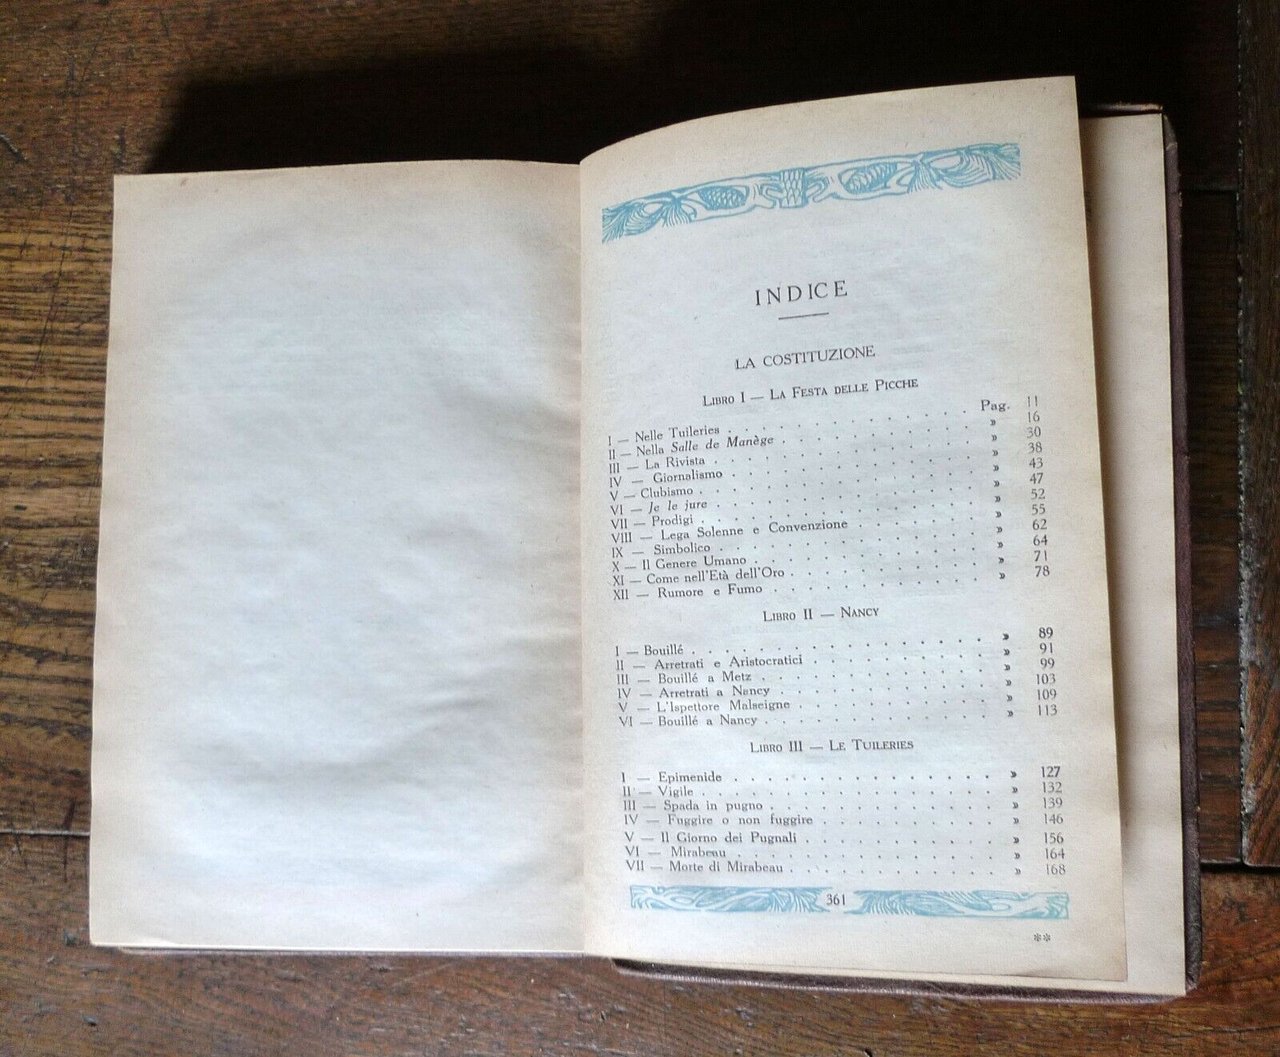 INDICE
LA COSTITUZIONE
LIBRO I — LA FESTA DELLE PICCHE
I — Nelle Tuileries . . . . . . . . . . . . Pag. 11
II — Nella Salle de Manège . . . . . . . . . . » 16
III — La Rivista . . . . . . . . . . . . . » 30
IV — Giornalismo . . . . . . . . . . . . » 38
V — Clubismo . . . . . . . . . . . . . » 43
VI — Je le jure . . . . . . . . . . . . . » 47
VII — Prodigi . . . . . . . . . . . . . » 52
VIII — Lega Solenne e Convenzione . . . . . . . » 55
IX — Simbolico . . . . . . . . . . . . . » 62
X — Il Genere Umano . . . . . . . . . . . » 64
XI — Come nell'Età dell'Oro . . . . . . . . . » 71
XII — Rumore e Fumo . . . . . . . . . . . » 78
LIBRO II — NANCY
I — Bouillé . . . . . . . . . . . . . . » 89
II — Arretrati e Aristocratici . . . . . . . . . » 91
III — Bouillé a Metz . . . . . . . . . . . . » 99
IV — Arretrati a Nancy . . . . . . . . . . . » 103
V — L'Ispettore Malseigne . . . . . . . . . . » 109
VI — Bouillé a Nancy . . . . . . . . . . . » 113
LIBRO III — LE TUILERIES
I — Epimenide . . . . . . . . . . . . . » 127
II — Vigile . . . . . . . . . . . . . . » 132
III — Spada in pugno . . . . . . . . . . . » 139
IV — Fuggire o non fuggire . . . . . . . . . » 146
V — Il Giorno dei Pugnali . . . . . . . . . . » 156
VI — Mirabeau . . . . . . . . . . . . . » 164
VII — Morte di Mirabeau . . . . . . . . . . . » 168
361
**